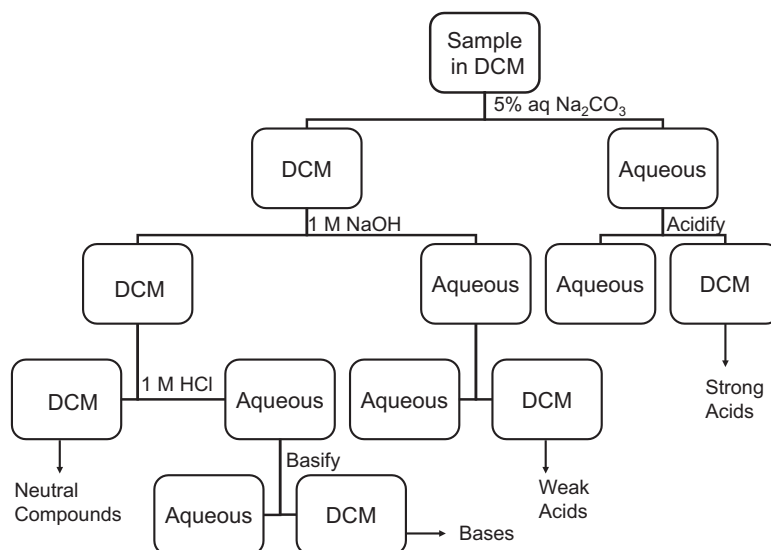 Sample
in DCM
5% aq Na₂CO₃
DCM
Aqueous
1 M NaOH
Acidify
DCM
Aqueous
Aqueous
DCM
1 M HCl
DCM
Aqueous
Aqueous
DCM
Strong
Acids
Basify
Neutral
Compounds
Aqueous
DCM
Weak
Acids
Bases